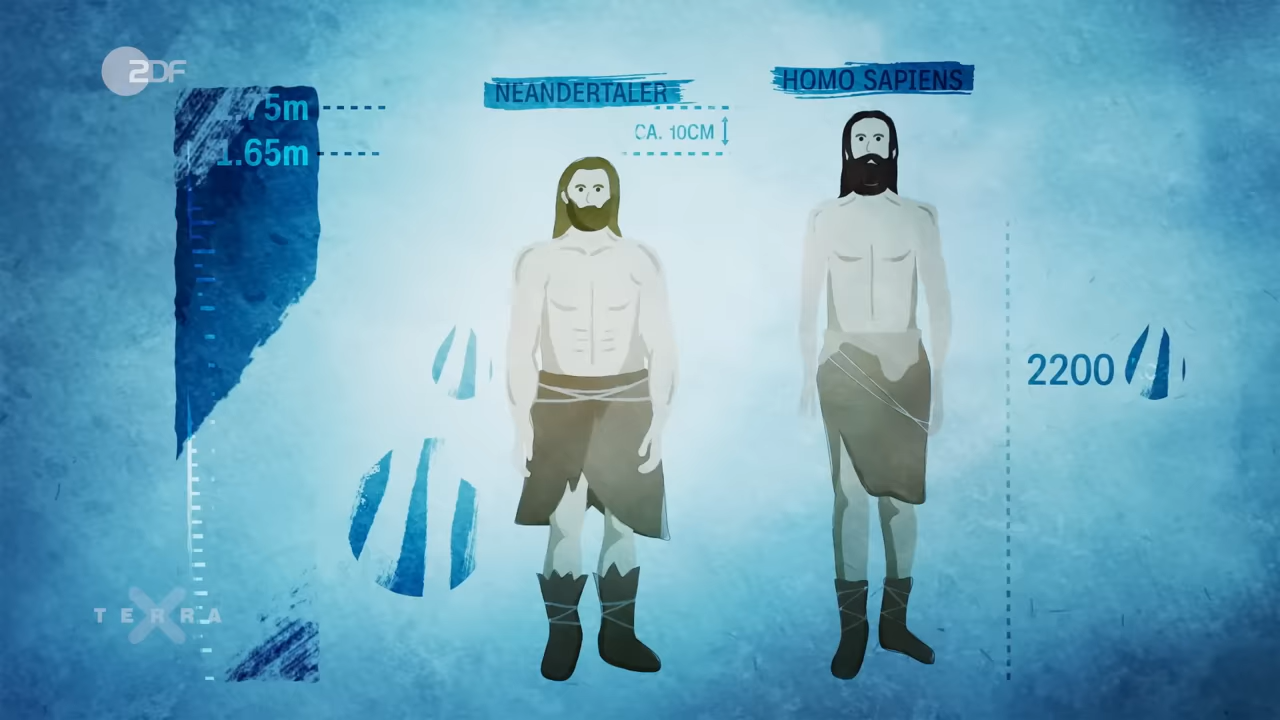 ZDF
NEANDERTALER
HOMO SAPIENS
75m
CA. 10CM
1.65m
2200
TERRA X